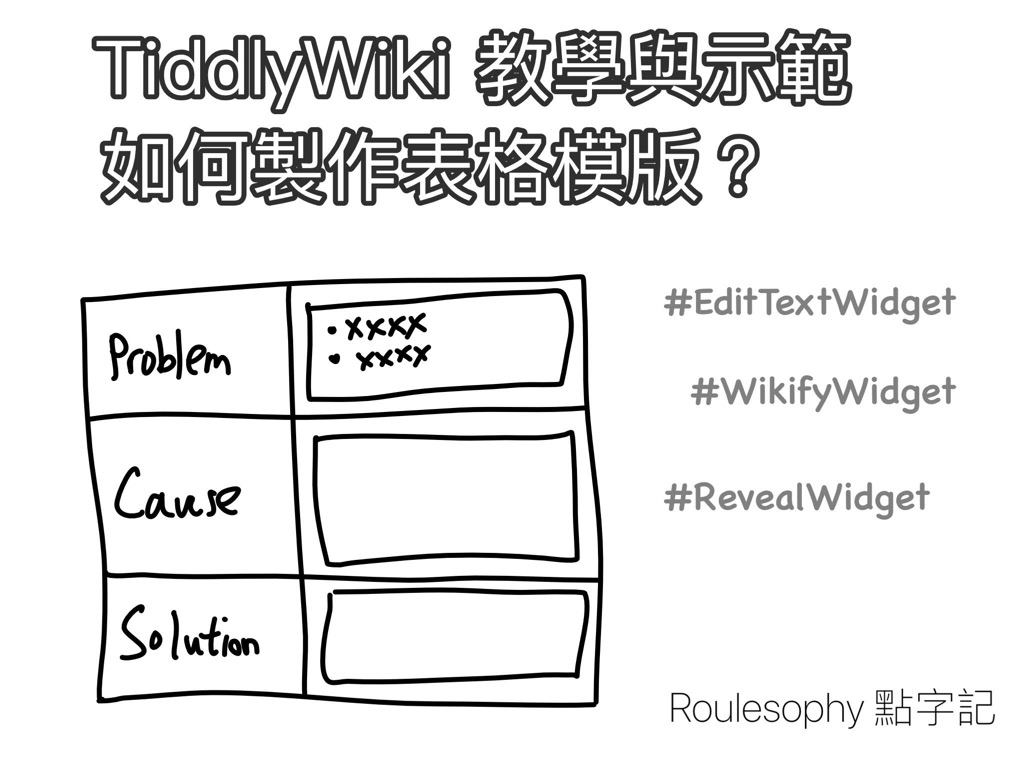 TiddlyWiki 教學與示範
如何製作表格模版？
#EditTextWidget
#WikifyWidget
#RevealWidget
Problem
• xxxx
• xxxx
Cause
Solution
Roulesophy 點字記